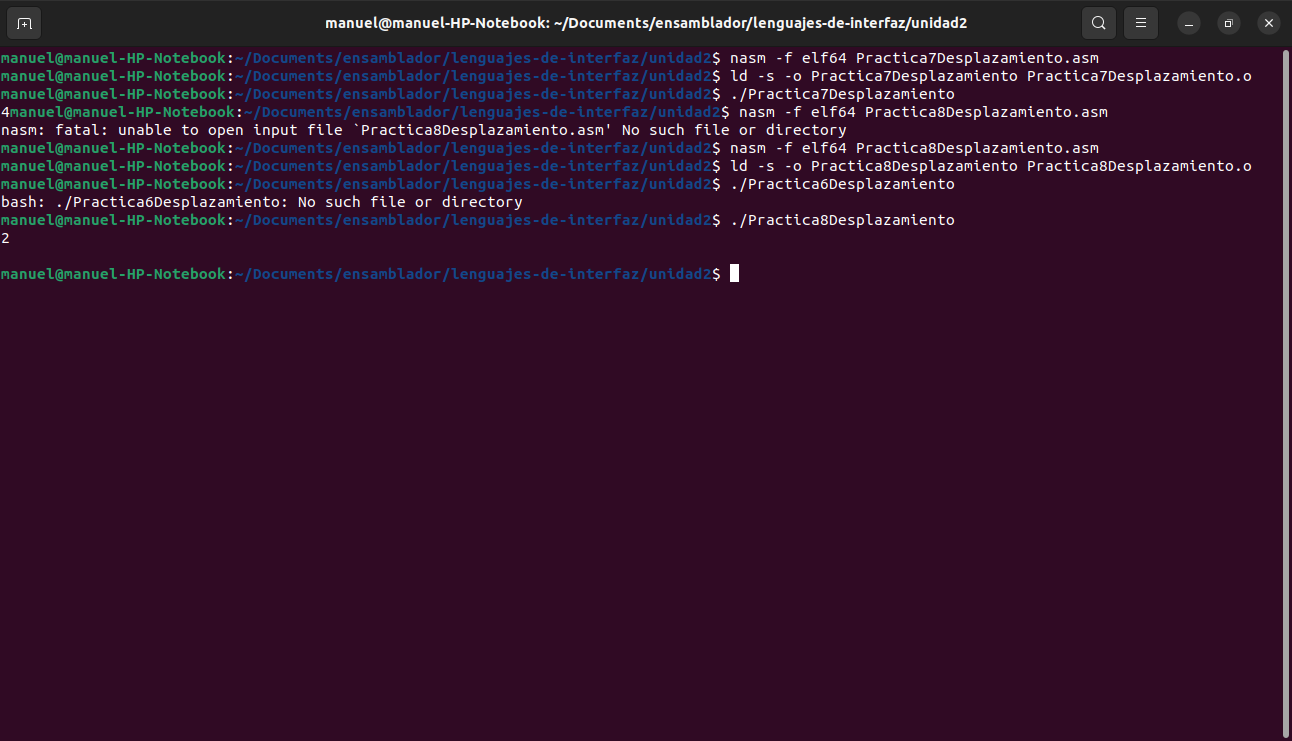 manuel@manuel-HP-Notebook: ~/Documents/ensamblador/lenguajes-de-interfaz/unidad2
manuel@manuel-HP-Notebook:~/Documents/ensamblador/lenguajes-de-interfaz/unidad2$ nasm -f elf64 Practica7Desplazamiento.asm
manuel@manuel-HP-Notebook:~/Documents/ensamblador/lenguajes-de-interfaz/unidad2$ ld -s -o Practica7Desplazamiento Practica7Desplazamiento.o
manuel@manuel-HP-Notebook:~/Documents/ensamblador/lenguajes-de-interfaz/unidad2$ ./Practica7Desplazamiento
4manuel@manuel-HP-Notebook:~/Documents/ensamblador/lenguajes-de-interfaz/unidad2$ nasm -f elf64 Practica8Desplazamiento.asm
nasm: fatal: unable to open input file `Practica8Desplazamiento.asm' No such file or directory
manuel@manuel-HP-Notebook:~/Documents/ensamblador/lenguajes-de-interfaz/unidad2$ nasm -f elf64 Practica8Desplazamiento.asm
manuel@manuel-HP-Notebook:~/Documents/ensamblador/lenguajes-de-interfaz/unidad2$ ld -s -o Practica8Desplazamiento Practica8Desplazamiento.o
manuel@manuel-HP-Notebook:~/Documents/ensamblador/lenguajes-de-interfaz/unidad2$ ./Practica6Desplazamiento
bash: ./Practica6Desplazamiento: No such file or directory
manuel@manuel-HP-Notebook:~/Documents/ensamblador/lenguajes-de-interfaz/unidad2$ ./Practica8Desplazamiento
2
manuel@manuel-HP-Notebook:~/Documents/ensamblador/lenguajes-de-interfaz/unidad2$